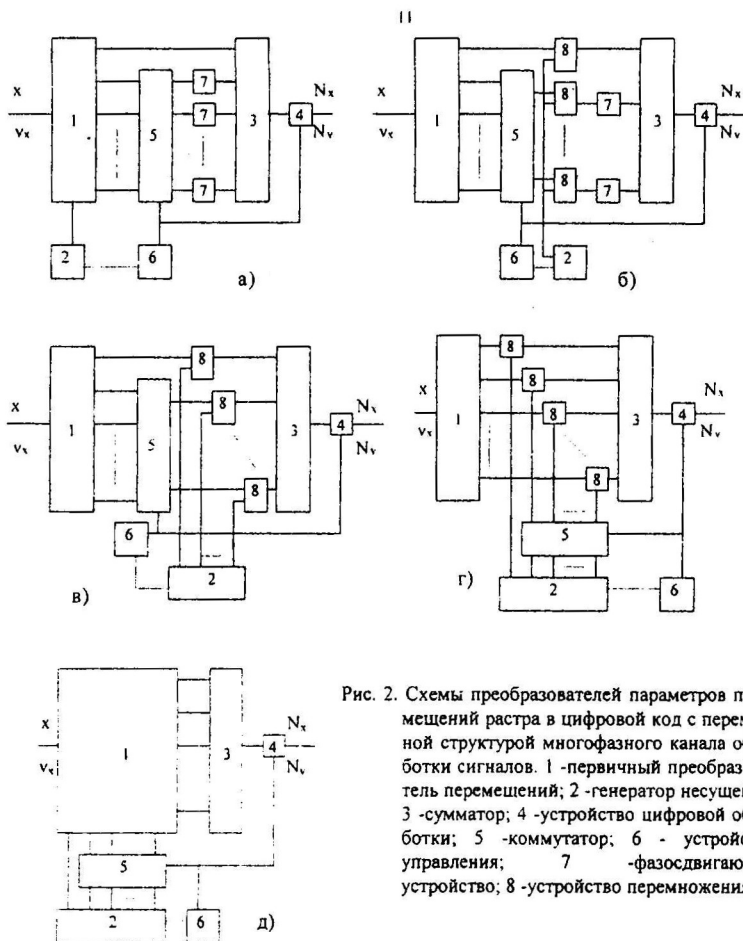 11
8
x
vₓ
1
5
7
7
7
3
4
Nₓ
Nᵥ
2
6
а)
x
vₓ
1
5
8
8
7
8
7
3
4
Nₓ
Nᵥ
6
2
б)
x
vₓ
1
5
8
8
8
3
4
Nₓ
Nᵥ
6
2
в)
x
vₓ
1
8
8
8
8
3
4
Nₓ
Nᵥ
5
2
6
г)
x
vₓ
1
3
4
Nₓ
Nᵥ
5
2
6
д)
Рис. 2. Схемы преобразователей параметров п
мещений растра в цифровой код с перем
ной структурой многофазного канала о
ботки сигналов. 1 -первичный преобраз
тель перемещений; 2 -генератор несуще
3 -сумматор; 4 -устройство цифровой о
ботки; 5 -коммутатор; 6 - устройс
управления; 7 -фазосдвигаю
устройство; 8 -устройство перемножения